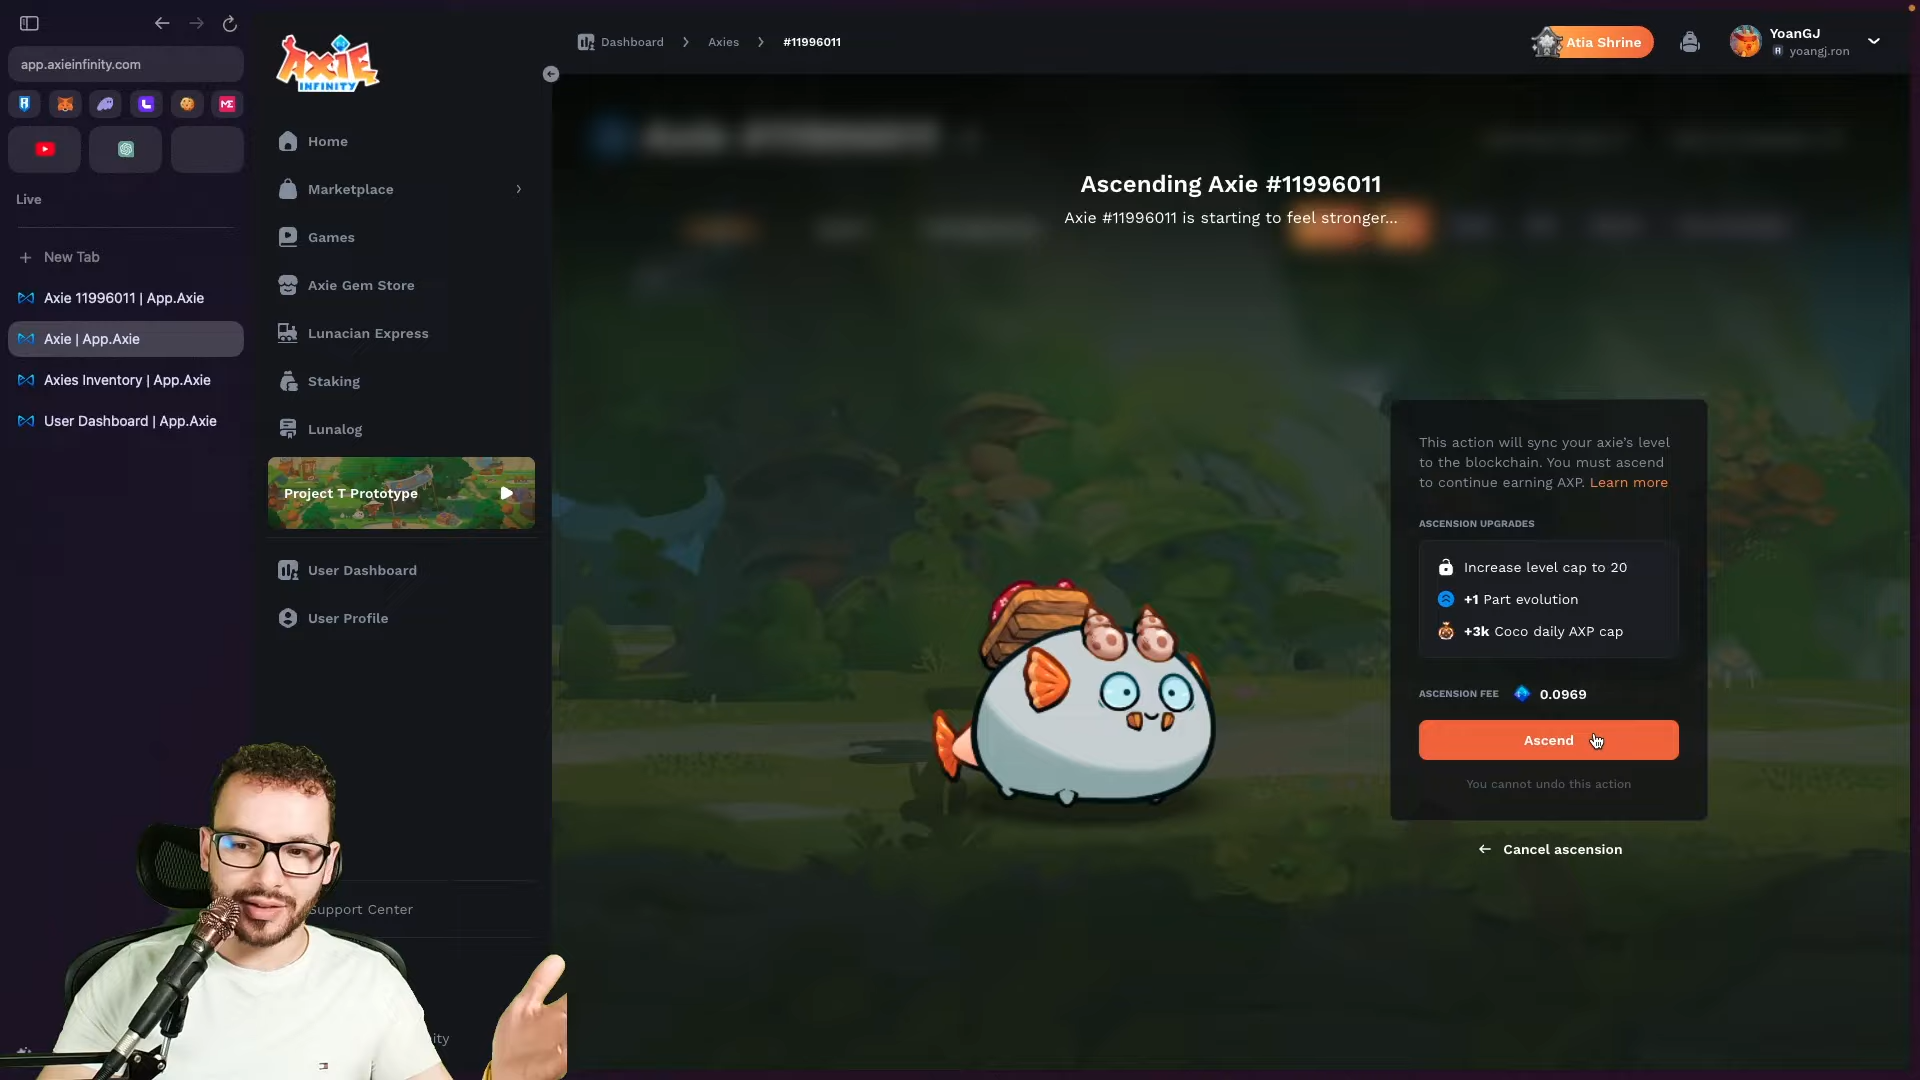 app.axieinfinity.com
Live
New Tab
Axie 11996011 | App.Axie
Axie | App.Axie
Axies Inventory | App.Axie
User Dashboard | App.Axie
AXIE
INFINITY
Home
Marketplace
Games
Axie Gem Store
Lunacian Express
Staking
Lunalog
Project T Prototype
User Dashboard
User Profile
Support Center
ity
Dashboard
Axies
#11996011
Atia Shrine
YoanGJ
yoangj.ron
Ascending Axie #11996011
Axie #11996011 is starting to feel stronger...
This action will sync your axie's level
to the blockchain. You must ascend
to continue earning AXP. Learn more
ASCENSION UPGRADES
Increase level cap to 20
+1 Part evolution
+3k Coco daily AXP cap
ASCENSION FEE 0.0969
Ascend
You cannot undo this action
Cancel ascension